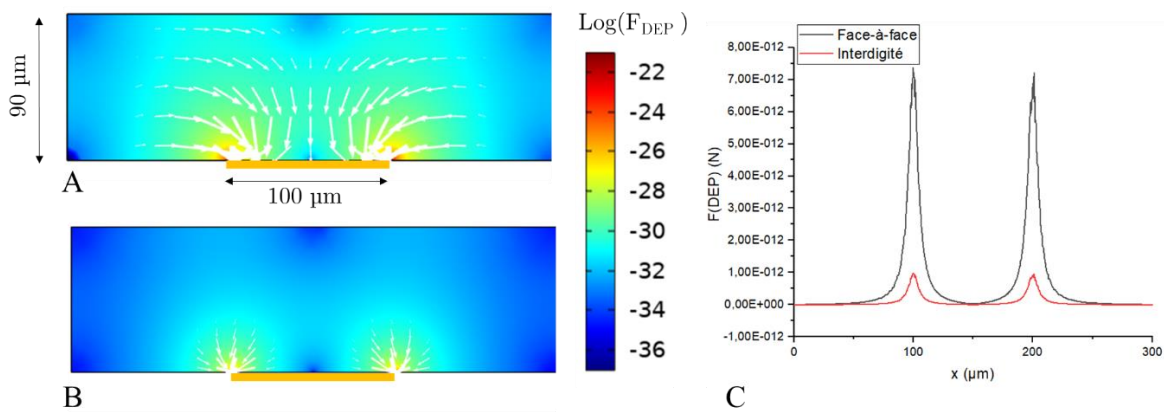 90 µm
A
100 µm
B
Log(F_DEP )
-22
-24
-26
-28
-30
-32
-34
-36
8,00E-012
7,00E-012
6,00E-012
5,00E-012
4,00E-012
3,00E-012
2,00E-012
1,00E-012
0,00E+000
-1,00E-012
F(DEP) (N)
Face-à-face
Interdigité
0
100
200
300
x (µm)
C